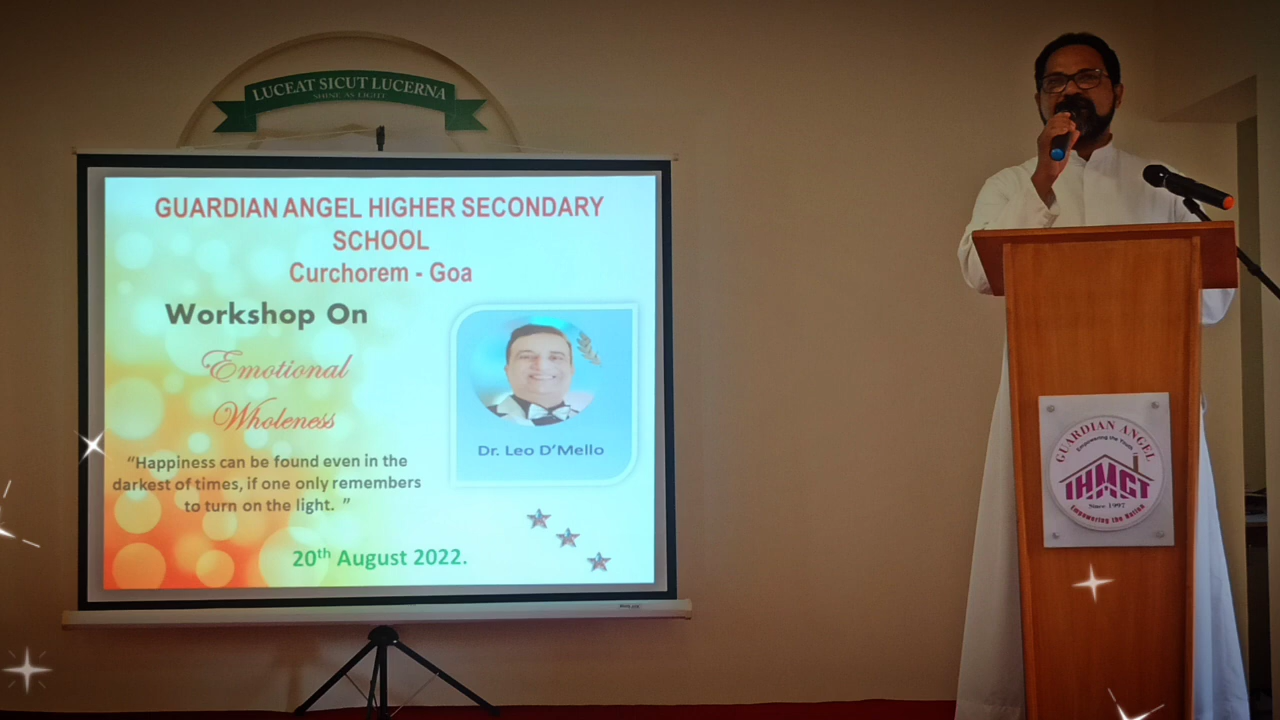 LUCEAT SICUT LUCERNA
SHINE AS LIGHT
GUARDIAN ANGEL HIGHER SECONDARY
SCHOOL
Curchorem - Goa
Workshop On
Emotional
Wholeness
Dr. Leo D’Mello
“Happiness can be found even in the
darkest of times, if one only remembers
to turn on the light. ”
20th August 2022.
GUARDIAN ANGEL
Empowering the Youth
IHMCT
Since 1997
Empowering the Nation